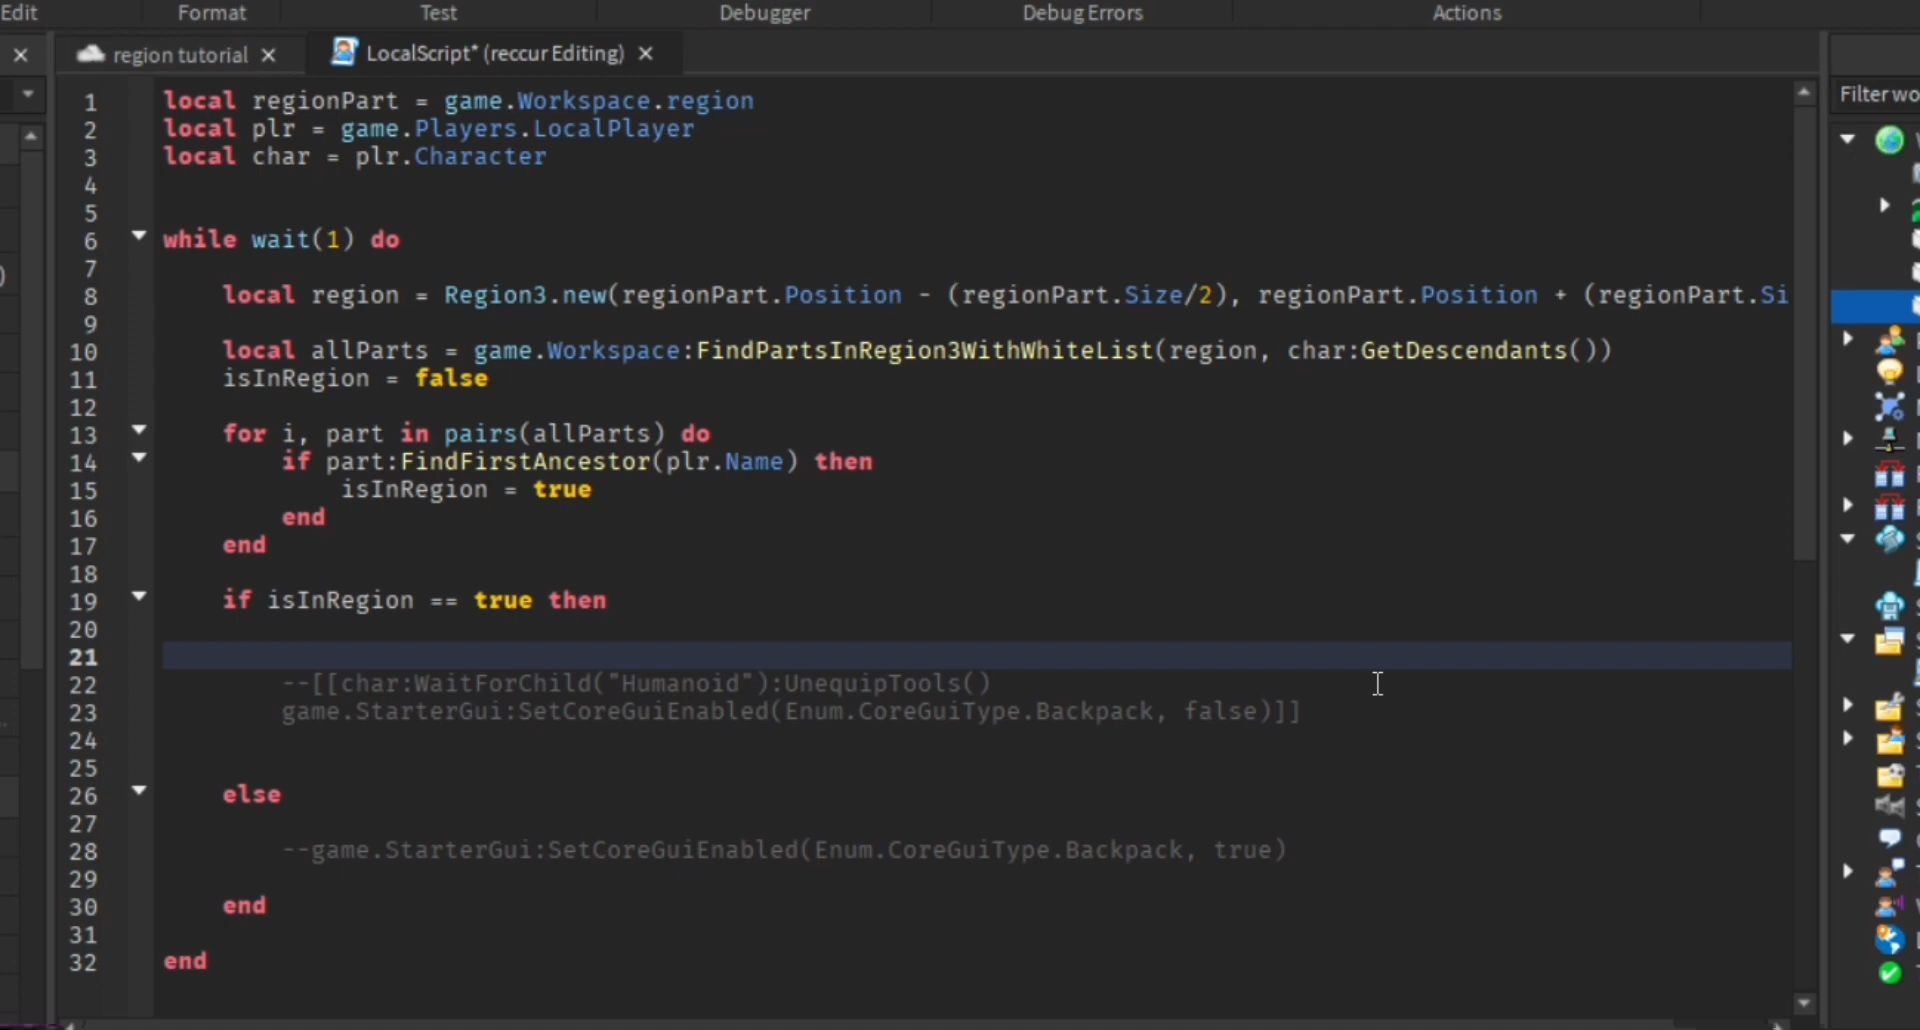 Edit Format Test Debugger Debug Errors Actions
region tutorial LocalScript* (reccur Editing)
Filter wo
1 local regionPart = game.Workspace.region
2 local plr = game.Players.LocalPlayer
3 local char = plr.Character
4
5
6 while wait(1) do
7
8 local region = Region3.new(regionPart.Position - (regionPart.Size/2), regionPart.Position + (regionPart.Si
9
10 local allParts = game.Workspace:FindPartsInRegion3WithWhiteList(region, char:GetDescendants())
11 isInRegion = false
12
13 for i, part in pairs(allParts) do
14 if part:FindFirstAncestor(plr.Name) then
15 isInRegion = true
16 end
17 end
18
19 if isInRegion == true then
20
21
22 --[[char:WaitForChild("Humanoid"):UnequipTools()
23 game.StarterGui:SetCoreGuiEnabled(Enum.CoreGuiType.Backpack, false)]]
24
25
26 else
27
28 --game.StarterGui:SetCoreGuiEnabled(Enum.CoreGuiType.Backpack, true)
29
30 end
31
32 end